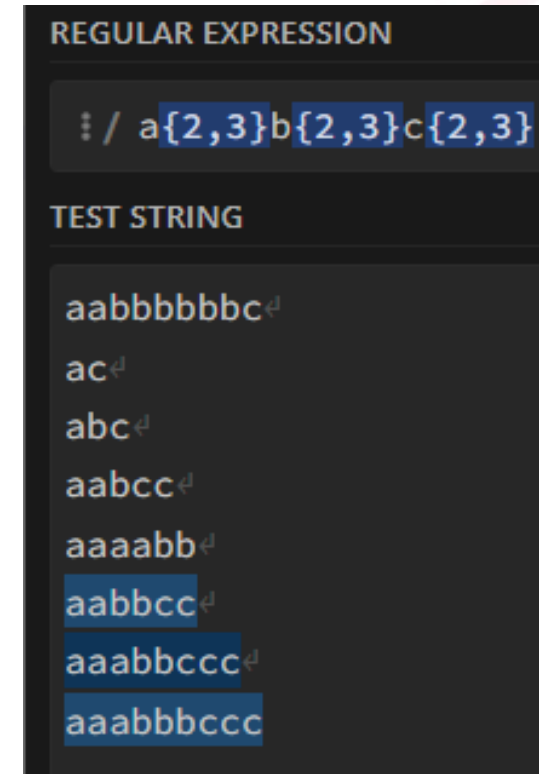 REGULAR EXPRESSION
/ a{2,3}b{2,3}c{2,3}
TEST STRING
aabbbbbbc
ac
abc
aabcc
aaaabb
aabbcc
aaabbccc
aaabbbccc